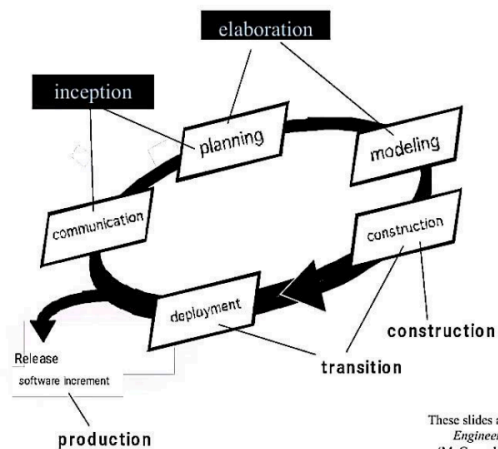 elaboration
inception
planning
modeling
communication
construction
deployment
construction
transition
Release
software increment
production
These slides a
Engineer